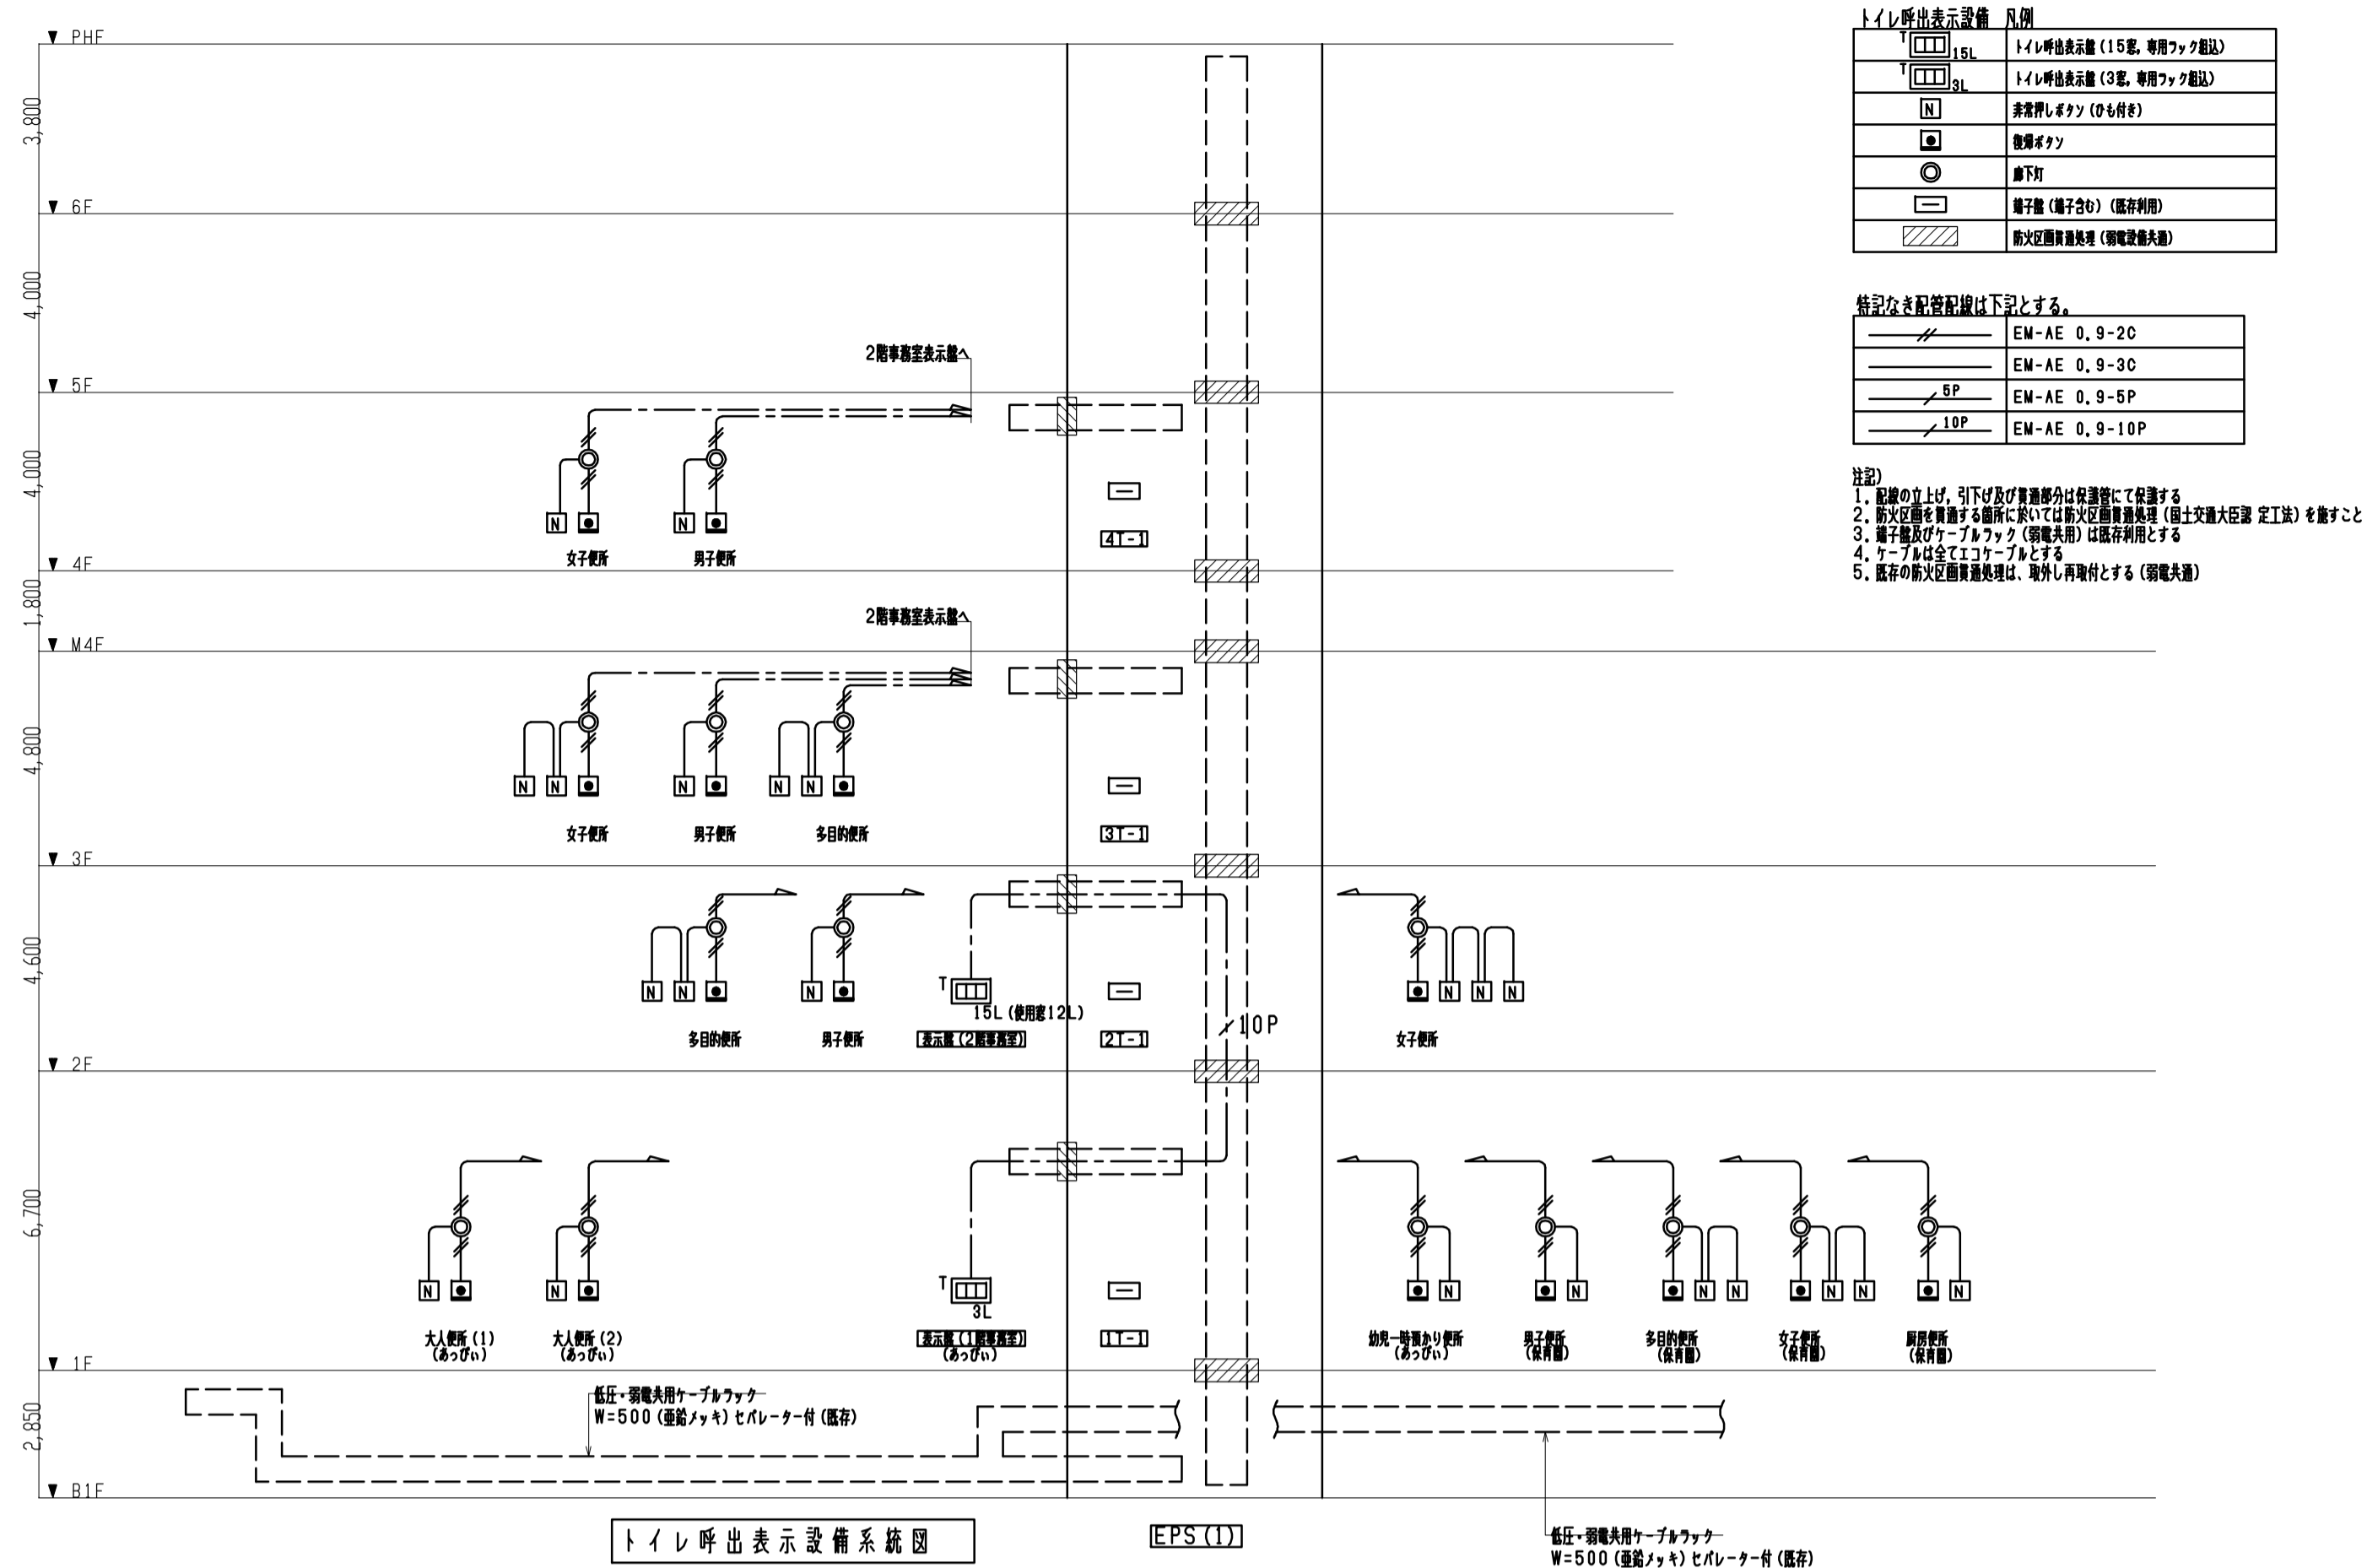 PHF
3,800
6F
4,000
2階事務室表示盤へ
5F
4,000
N
N
女子便所
男子便所
4T-1
4F
1,800
2階事務室表示盤へ
M4F
4,800
N
N
N
N
N
女子便所
男子便所
多目的便所
3T-1
3F
4,600
N
N
N
T
15L(使用窓12L)
10P
N
N
N
多目的便所
男子便所
表示盤(2階事務室)
2T-1
女子便所
2F
6,700
N
N
T
3L
N
N
N
N
N
N
N
大人便所(1)
(あっぴぃ)
大人便所(2)
(あっぴぃ)
表示盤(1階事務室)
(あっぴぃ)
1T-1
幼児一時預かり便所
(あっぴぃ)
男子便所
(保育園)
多目的便所
(保育園)
女子便所
(保育園)
厨房便所
(保育園)
1F
2,850
低圧・弱電共用ケーブルラック
W=500(亜鉛メッキ)セパレーター付(既存)
B1F
トイレ呼出表示設備系統図
EPS(1)
低圧・弱電共用ケーブルラック
W=500(亜鉛メッキ)セパレーター付(既存)
トイレ呼出表示設備 凡例
T 15L トイレ呼出表示盤(15窓,専用フック組込)
T 3L トイレ呼出表示盤(3窓,専用フック組込)
N 非常押しボタン(ひも付き)
復帰ボタン
廊下灯
端子盤(端子含む)(既存利用)
防火区画貫通処理(弱電設備共通)
特記なき配管配線は下記とする。
EM-AE 0.9-2C
EM-AE 0.9-3C
5P EM-AE 0.9-5P
10P EM-AE 0.9-10P
注記)
1.配線の立上げ,引下げ及び貫通部分は保護管にて保護する
2.防火区画を貫通する箇所に於いては防火区画貫通処理(国土交通大臣認 定工法)を施すこと
3.端子盤及びケーブルラック(弱電共用)は既存利用とする
4.ケーブルは全てエコケーブルとする
5.既存の防火区画貫通処理は、取外し再取付とする(弱電共通)